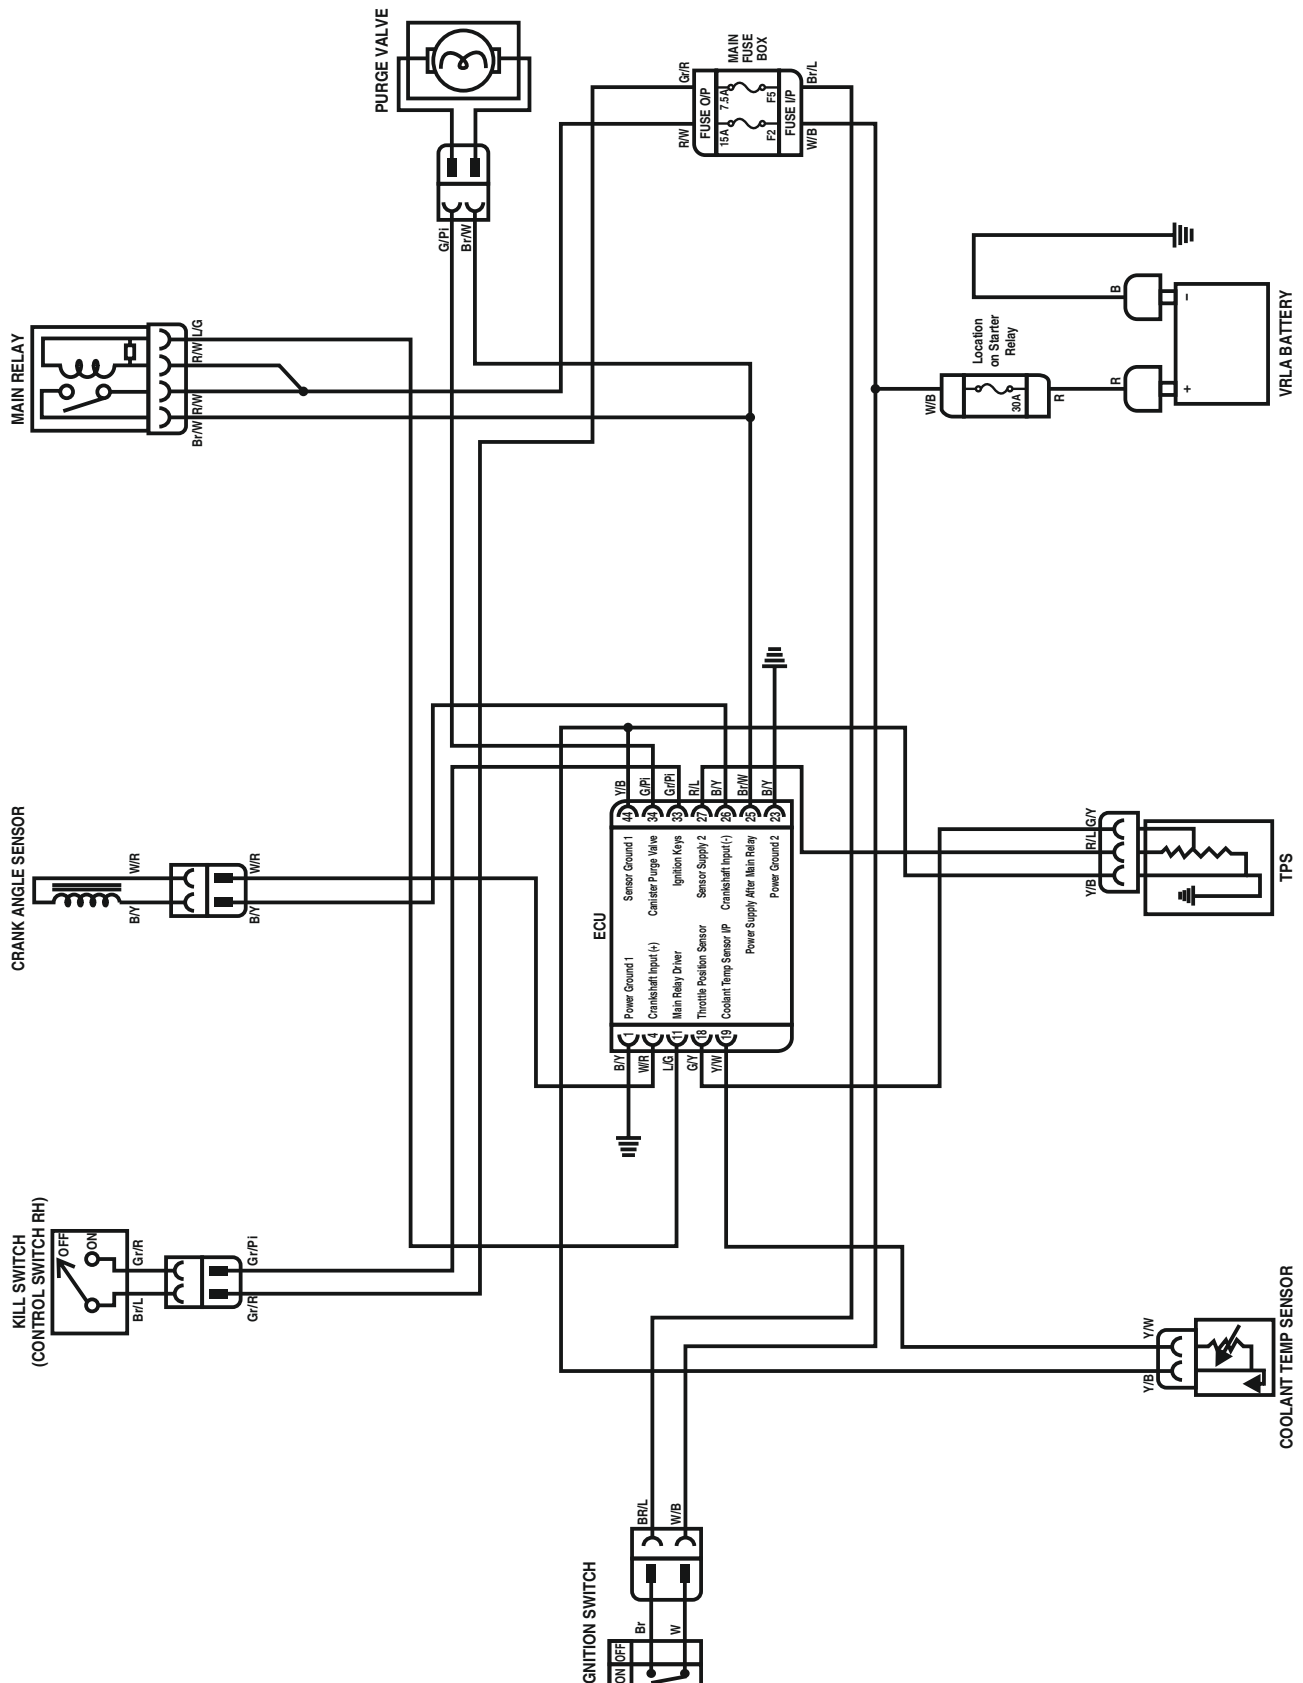 PURGE VALVE
G/Pi
Br/W
MAIN
FUSE
BOX
Gr/R
R/W
FUSE O/P
7.5A
15A
F5
F2
FUSE I/P
Br/L
W/B
MAIN RELAY
L/G
R/W
R/W
Br/W
Location
on Starter
Relay
W/B
30A
R
B
R
–
+
VRLA BATTERY
CRANK ANGLE SENSOR
W/R
B/Y
W/R
B/Y
ECU
Y/B
G/Pi
Gr/Pi
R/L
B/Y
Br/W
B/Y
44
34
33
27
26
25
23
Sensor Ground 1
Canister Purge Valve
Ignition Keys
Sensor Supply 2
Crankshaft Input (-)
Power Supply After Main Relay
Power Ground 2
Power Ground 1
Crankshaft Input (+)
Main Relay Driver
Throttle Position Sensor
Coolant Temp Sensor I/P
1
4
11
18
19
B/Y
W/R
L/G
G/Y
Y/W
G/Y
R/L
Y/B
TPS
KILL SWITCH
(CONTROL SWITCH RH)
OFF
ON
Gr/R
Br/L
Gr/Pi
Gr/R
Y/W
Y/B
COOLANT TEMP SENSOR
BR/L
W/B
Br
W
GNITION SWITCH
OFF
ON